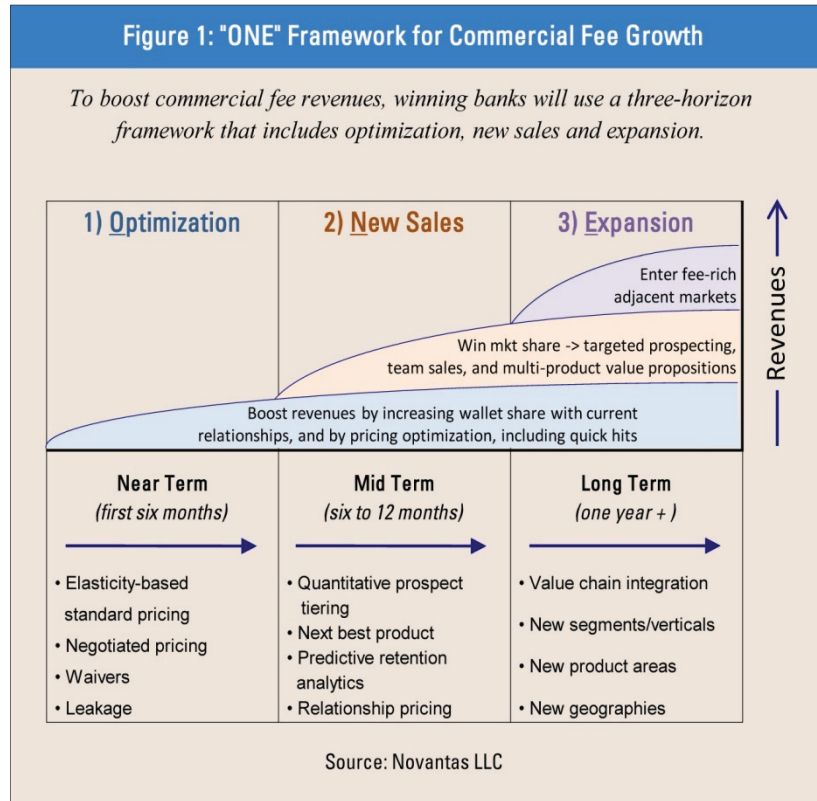 Figure 1: "ONE" Framework for Commercial Fee Growth
To boost commercial fee revenues, winning banks will use a three-horizon
framework that includes optimization, new sales and expansion.
1) Optimization
2) New Sales
3) Expansion
Enter fee-rich
adjacent markets
Win mkt share -> targeted prospecting,
team sales, and multi-product value propositions
Boost revenues by increasing wallet share with current
relationships, and by pricing optimization, including quick hits
Revenues
Near Term
(first six months)
• Elasticity-based
standard pricing
• Negotiated pricing
• Waivers
• Leakage
Mid Term
(six to 12 months)
• Quantitative prospect
tiering
• Next best product
• Predictive retention
analytics
• Relationship pricing
Long Term
(one year + )
• Value chain integration
• New segments/verticals
• New product areas
• New geographies
Source: Novantas LLC